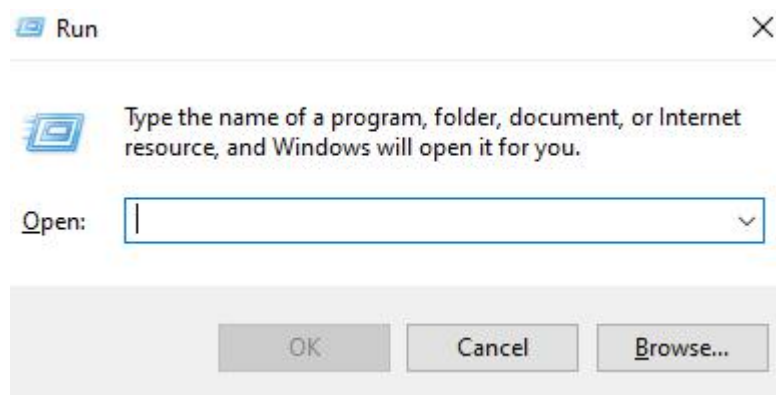 Run
Type the name of a program, folder, document, or Internet
resource, and Windows will open it for you.
Open:
OK Cancel Browse...